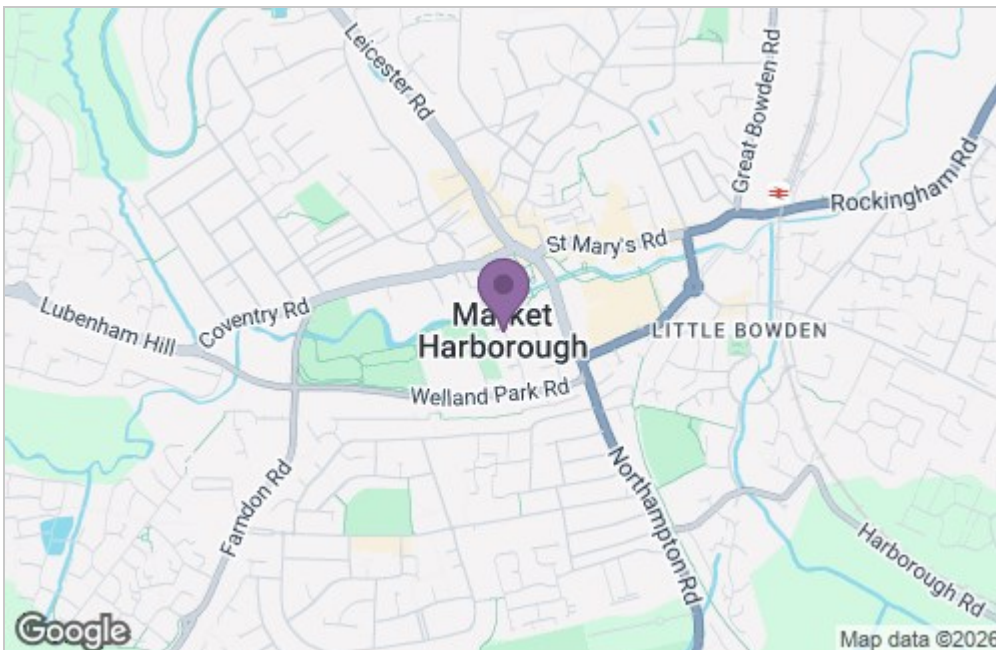 Leicester Rd
Great Bowden Rd
Rockingham Rd
St Mary's Rd
Coventry Rd
Lubenham Hill
Market
Harborough
LITTLE BOWDEN
Welland Park Rd
Farndon Rd
Northampton Rd
Harborough Rd
Google
Map data ©2026